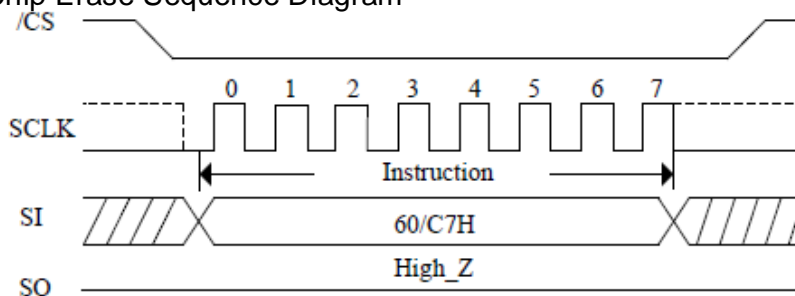 Chip Erase Sequence Diagram
/CS
0 1 2 3 4 5 6 7
SCLK
Instruction
SI
60/C7H
High_Z
SO